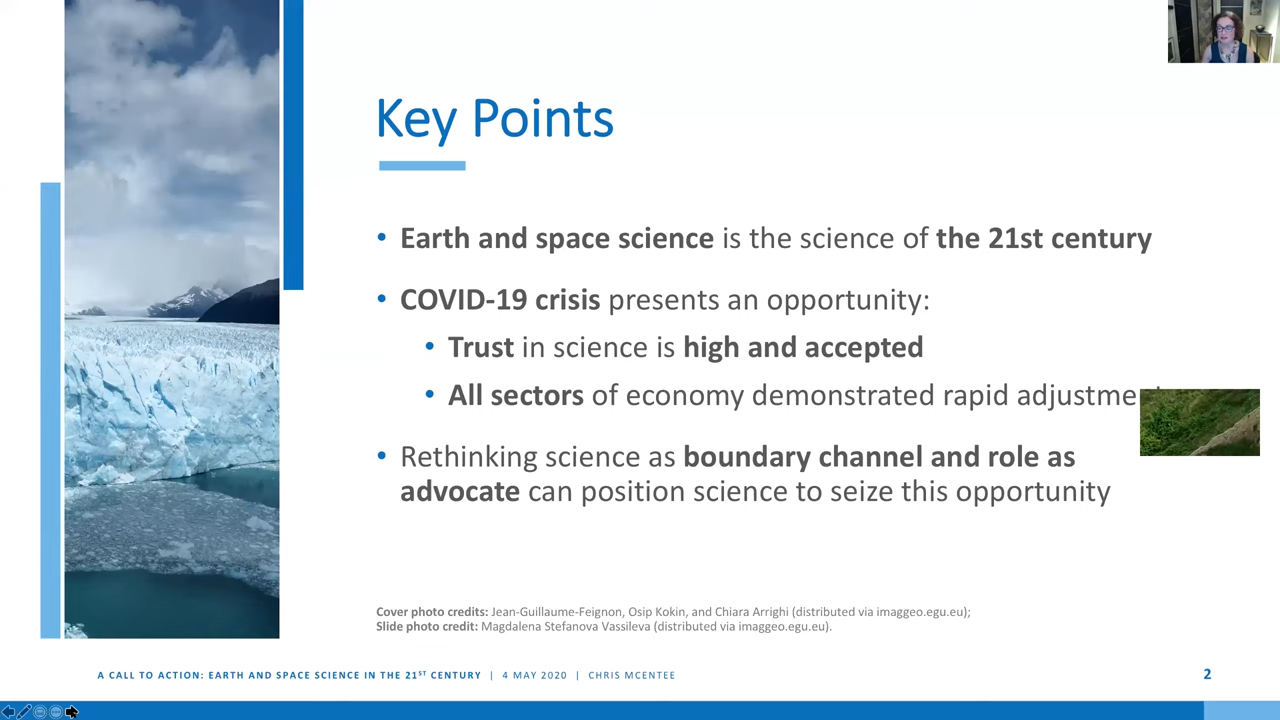 Key Points
• Earth and space science is the science of the 21st century
• COVID-19 crisis presents an opportunity:
• Trust in science is high and accepted
• All sectors of economy demonstrated rapid adjustme
• Rethinking science as boundary channel and role as
advocate can position science to seize this opportunity
Cover photo credits: Jean-Guillaume-Feignon, Osip Kokin, and Chiara Arrighi (distributed via imaggeo.egu.eu);
Slide photo credit: Magdalena Stefanova Vassileva (distributed via imaggeo.egu.eu).
A CALL TO ACTION: EARTH AND SPACE SCIENCE IN THE 21ST CENTURY | 4 MAY 2020 | CHRIS MCENTEE
2